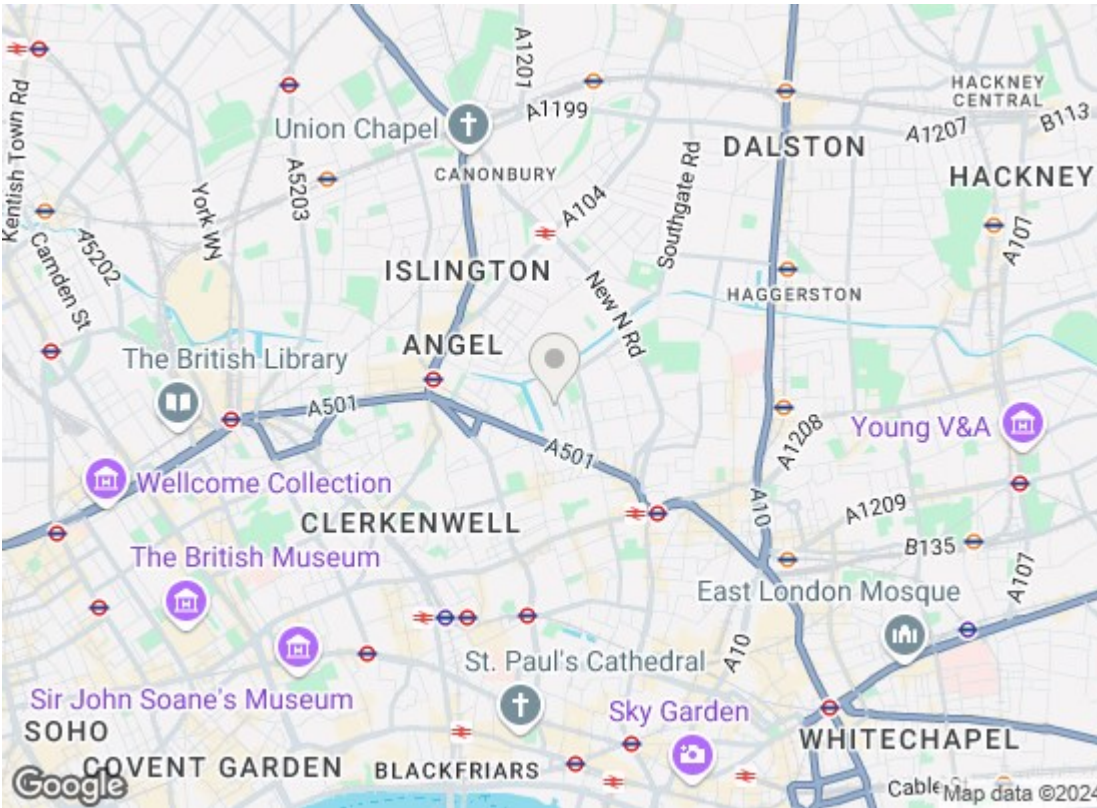 A1201
HACKNEY
CENTRAL
A1199
B113
Union Chapel
A1207
DALSTON
Kentish Town Rd
A5203
CANONBURY
Southgate Rd
HACKNEY
York Wy
A104
A107
A5202
Camden St
ISLINGTON
New N Rd
HAGGERSTON
ANGEL
The British Library
A501
A1208
Young V&A
A501
Wellcome Collection
A10
A1209
CLERKENWELL
B135
The British Museum
A107
East London Mosque
A10
St. Paul's Cathedral
Sir John Soane's Museum
Sky Garden
SOHO
WHITECHAPEL
COVENT GARDEN
BLACKFRIARS
Google
Cable
Map data ©2024